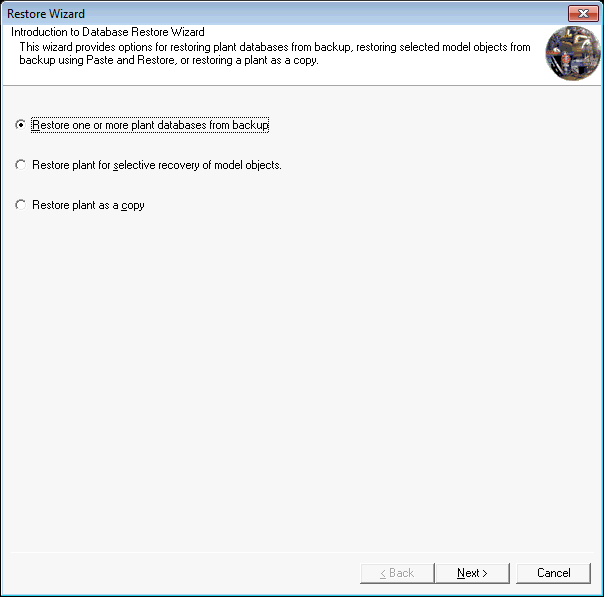 Restore Wizard
Introduction to Database Restore Wizard
This wizard provides options for restoring plant databases from backup, restoring selected model objects from
backup using Paste and Restore, or restoring a plant as a copy.
Restore one or more plant databases from backup
Restore plant for selective recovery of model objects.
Restore plant as a copy
< Back
Next >
Cancel